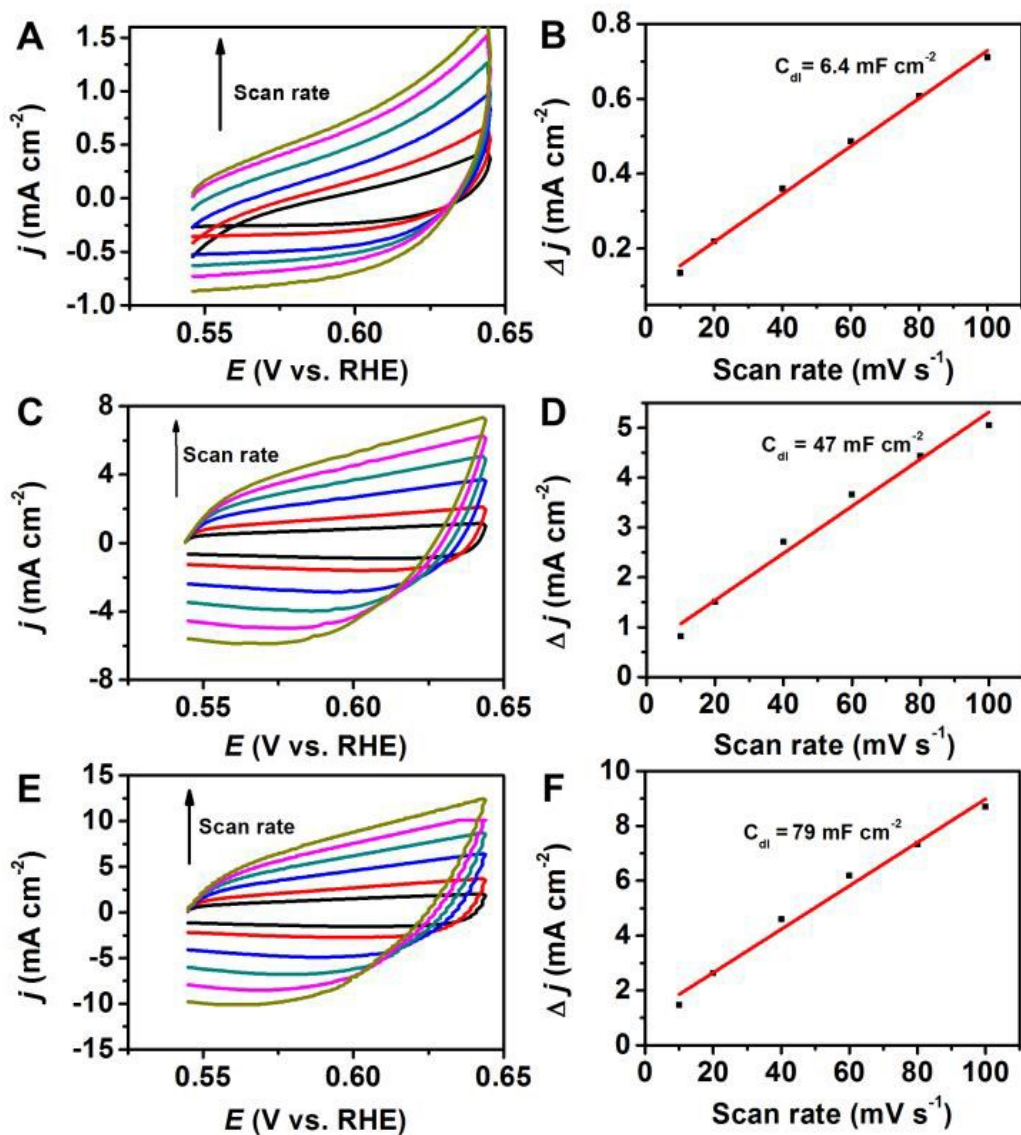 A
1.5
1.0
0.5
0.0
-0.5
-1.0
j (mA cm-2)
Scan rate
0.55 0.60 0.65
E (V vs. RHE)
B
0.8
0.6
0.4
0.2
Δ j (mA cm-2)
Cdl= 6.4 mF cm-2
0 20 40 60 80 100
Scan rate (mV s-1)
C
8
4
0
-4
-8
j (mA cm-2)
Scan rate
0.55 0.60 0.65
E (V vs. RHE)
D
5
4
3
2
1
0
Δ j (mA cm-2)
Cdl = 47 mF cm-2
0 20 40 60 80 100
Scan rate (mV s-1)
E
15
10
5
0
-5
-10
-15
j (mA cm-2)
Scan rate
0.55 0.60 0.65
E (V vs. RHE)
F
10
8
6
4
2
0
Δ j (mA cm-2)
Cdl = 79 mF cm-2
0 20 40 60 80 100
Scan rate (mV s-1)